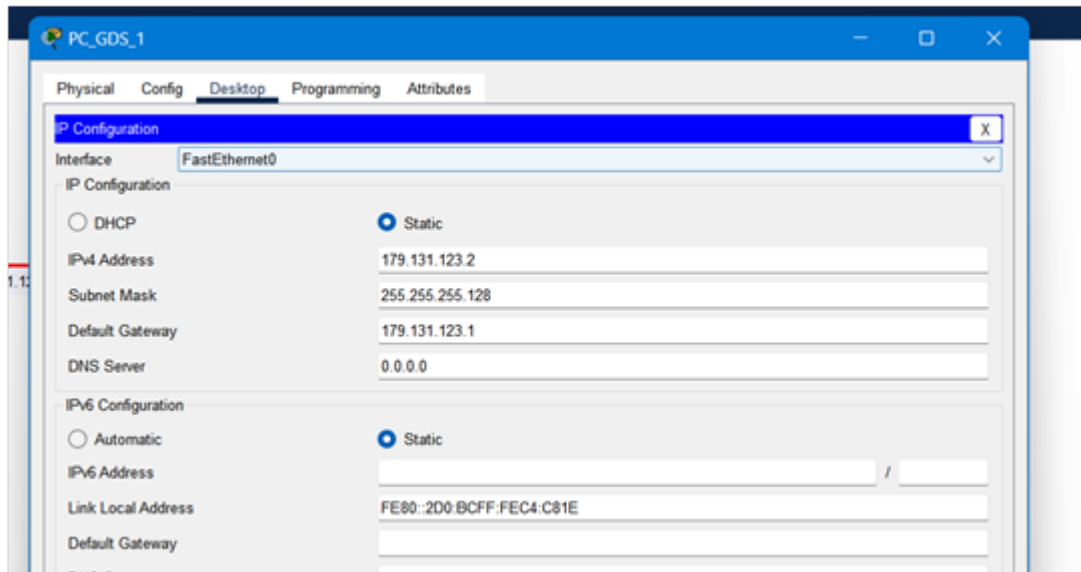 PC_GDS_1
Physical Config Desktop Programming Attributes
IP Configuration X
Interface FastEthernet0
IP Configuration
DHCP Static
IPv4 Address 179.131.123.2
Subnet Mask 255.255.255.128
Default Gateway 179.131.123.1
DNS Server 0.0.0.0
IPv6 Configuration
Automatic Static
IPv6 Address /
Link Local Address FE80::2D0:BCFF:FEC4:C81E
Default Gateway